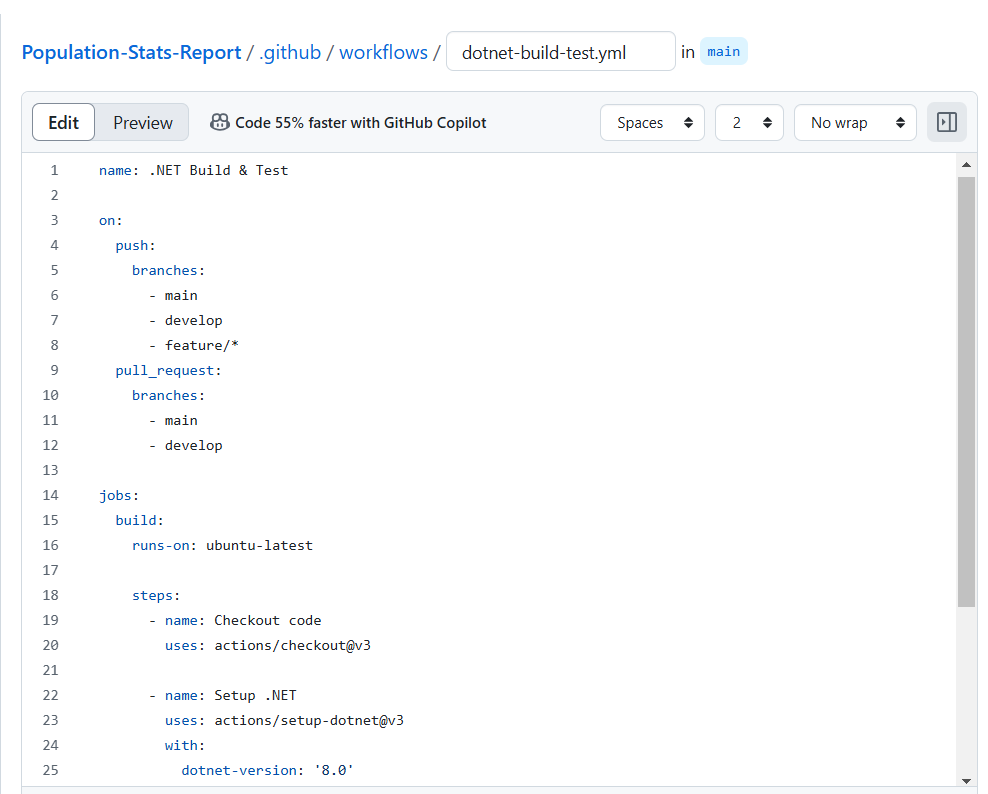 Population-Stats-Report / .github / workflows / dotnet-build-test.yml in main
Edit Preview Code 55% faster with GitHub Copilot Spaces 2 No wrap
1 name: .NET Build & Test
2
3 on:
4   push:
5     branches:
6       - main
7       - develop
8       - feature/*
9   pull_request:
10     branches:
11       - main
12       - develop
13
14 jobs:
15   build:
16     runs-on: ubuntu-latest
17
18     steps:
19       - name: Checkout code
20         uses: actions/checkout@v3
21
22       - name: Setup .NET
23         uses: actions/setup-dotnet@v3
24         with:
25           dotnet-version: '8.0'